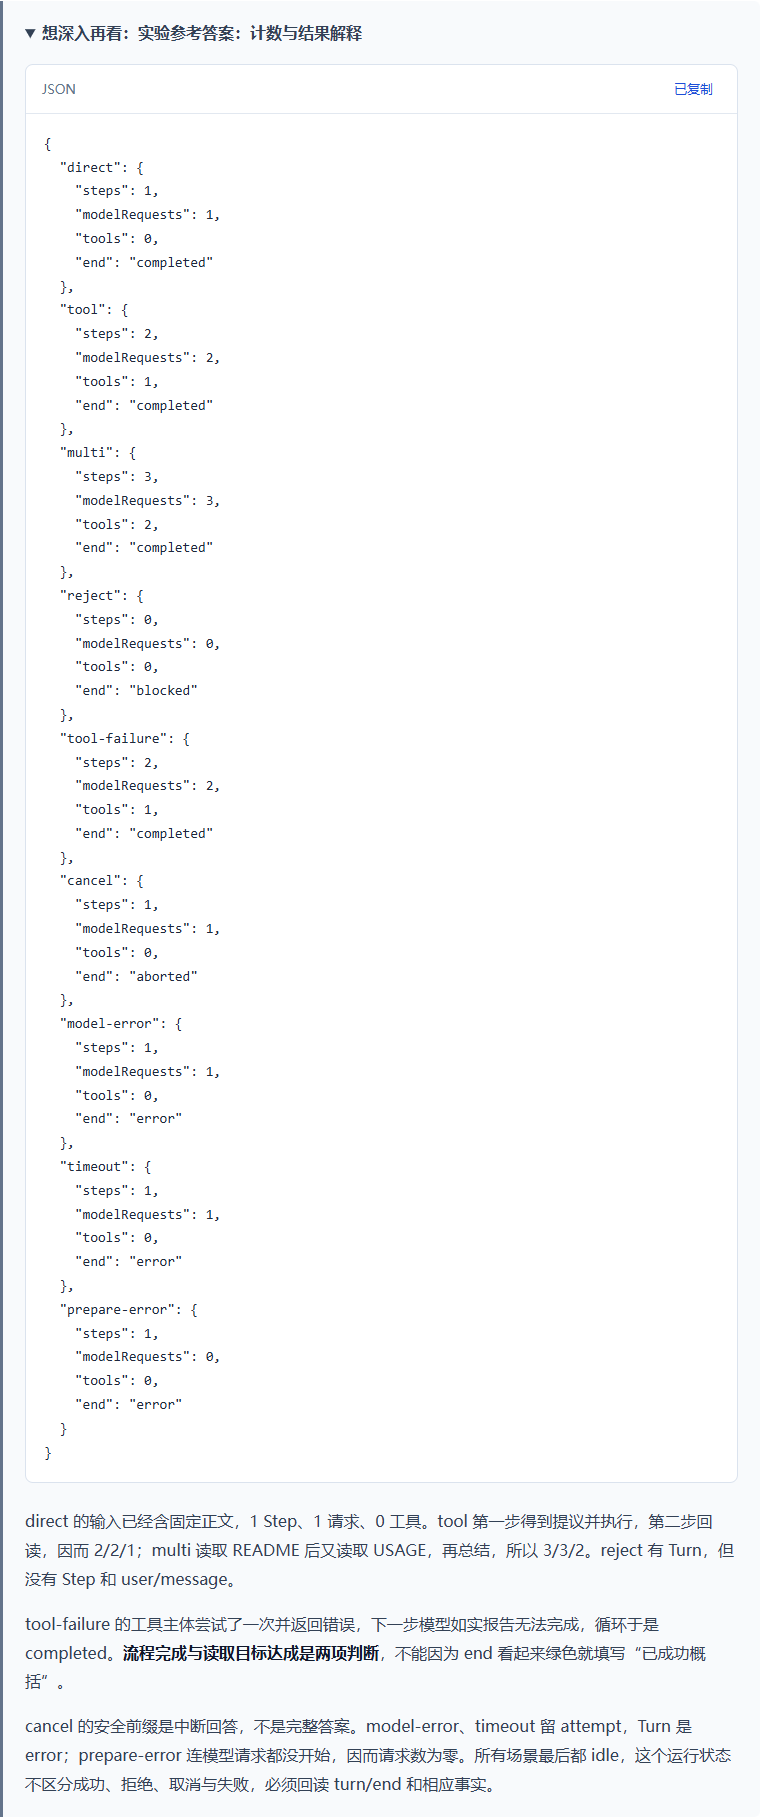 ▼ 想深入再看：实验参考答案：计数与结果解释
JSON
已复制
{
  "direct": {
    "steps": 1,
    "modelRequests": 1,
    "tools": 0,
    "end": "completed"
  },
  "tool": {
    "steps": 2,
    "modelRequests": 2,
    "tools": 1,
    "end": "completed"
  },
  "multi": {
    "steps": 3,
    "modelRequests": 3,
    "tools": 2,
    "end": "completed"
  },
  "reject": {
    "steps": 0,
    "modelRequests": 0,
    "tools": 0,
    "end": "blocked"
  },
  "tool-failure": {
    "steps": 2,
    "modelRequests": 2,
    "tools": 1,
    "end": "completed"
  },
  "cancel": {
    "steps": 1,
    "modelRequests": 1,
    "tools": 0,
    "end": "aborted"
  },
  "model-error": {
    "steps": 1,
    "modelRequests": 1,
    "tools": 0,
    "end": "error"
  },
  "timeout": {
    "steps": 1,
    "modelRequests": 1,
    "tools": 0,
    "end": "error"
  },
  "prepare-error": {
    "steps": 1,
    "modelRequests": 0,
    "tools": 0,
    "end": "error"
  }
}
direct 的输入已经含固定正文，1 Step、1 请求、0 工具。tool 第一步得到提议并执行，第二步回
读，因而 2/2/1；multi 读取 README 后又读取 USAGE，再总结，所以 3/3/2。reject 有 Turn，但
没有 Step 和 user/message。
tool-failure 的工具主体尝试了一次并返回错误，下一步模型如实报告无法完成，循环于是
completed。流程完成与读取目标达成是两项判断，不能因为 end 看起来绿色就填写“已成功概
括”。
cancel 的安全前缀是中断回答，不是完整答案。model-error、timeout 留 attempt，Turn 是
error；prepare-error 连模型请求都没开始，因而请求数为零。所有场景最后都 idle，这个运行状态
不区分成功、拒绝、取消与失败，必须回读 turn/end 和相应事实。